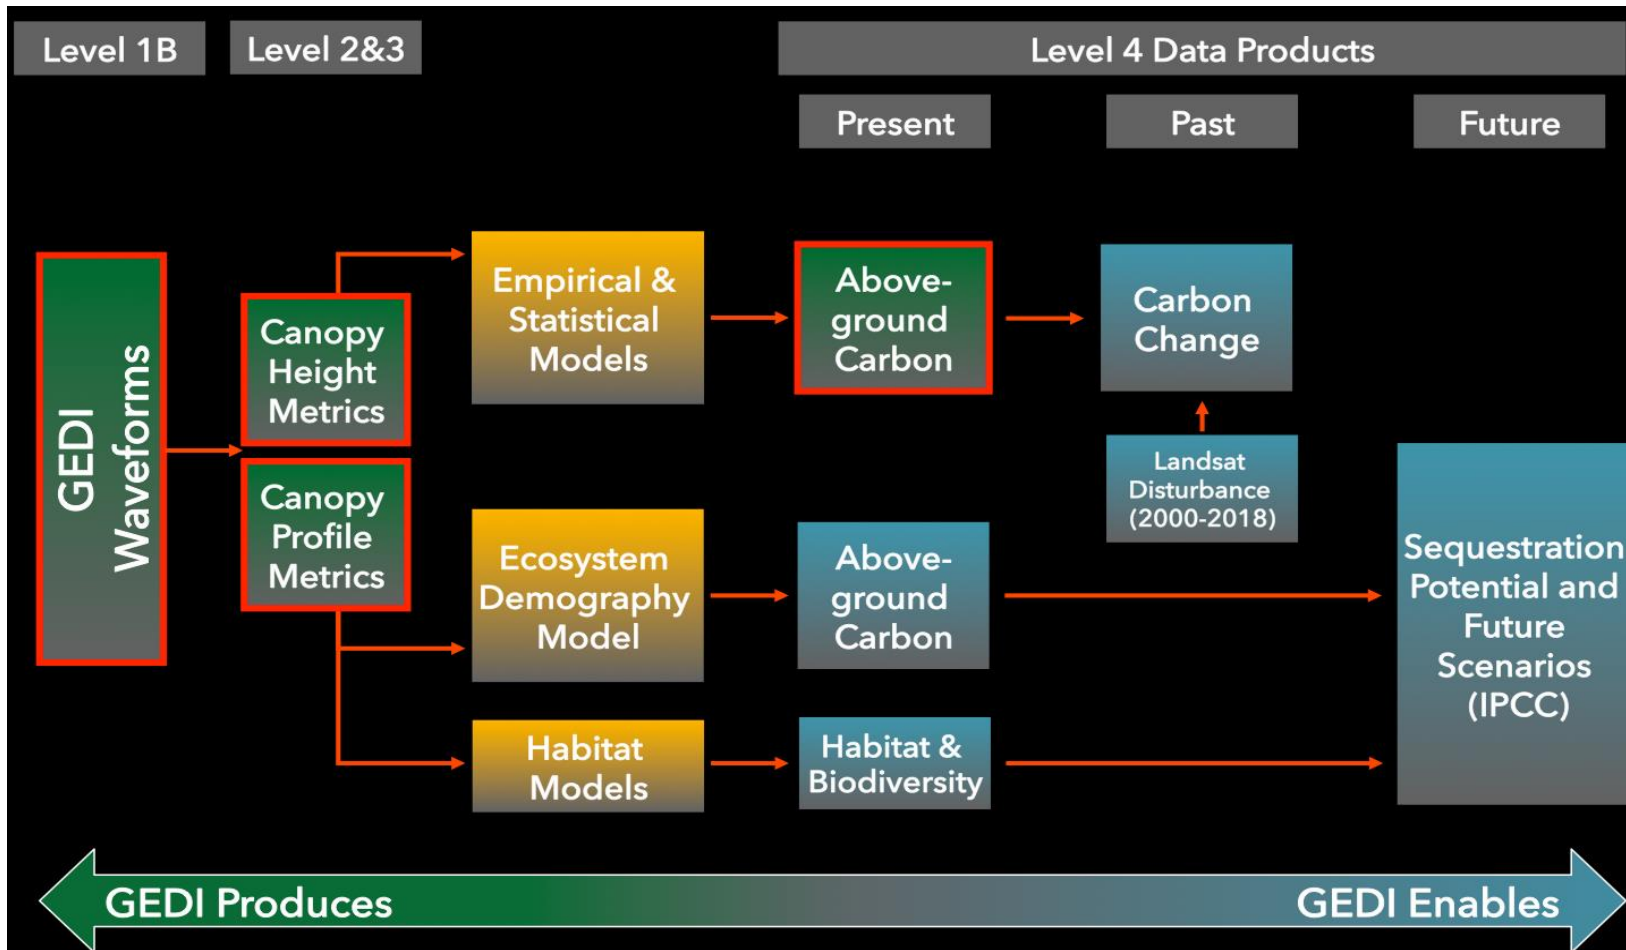 Level 1B
Level 2&3
Level 4 Data Products
Present
Past
Future
GEDI
Waveforms
Canopy
Height
Metrics
Canopy
Profile
Metrics
Empirical &
Statistical
Models
Above-
ground
Carbon
Carbon
Change
Landsat
Disturbance
(2000-2018)
Ecosystem
Demography
Model
Above-
ground
Carbon
Sequestration
Potential and
Future
Scenarios
(IPCC)
Habitat
Models
Habitat &
Biodiversity
GEDI Produces
GEDI Enables